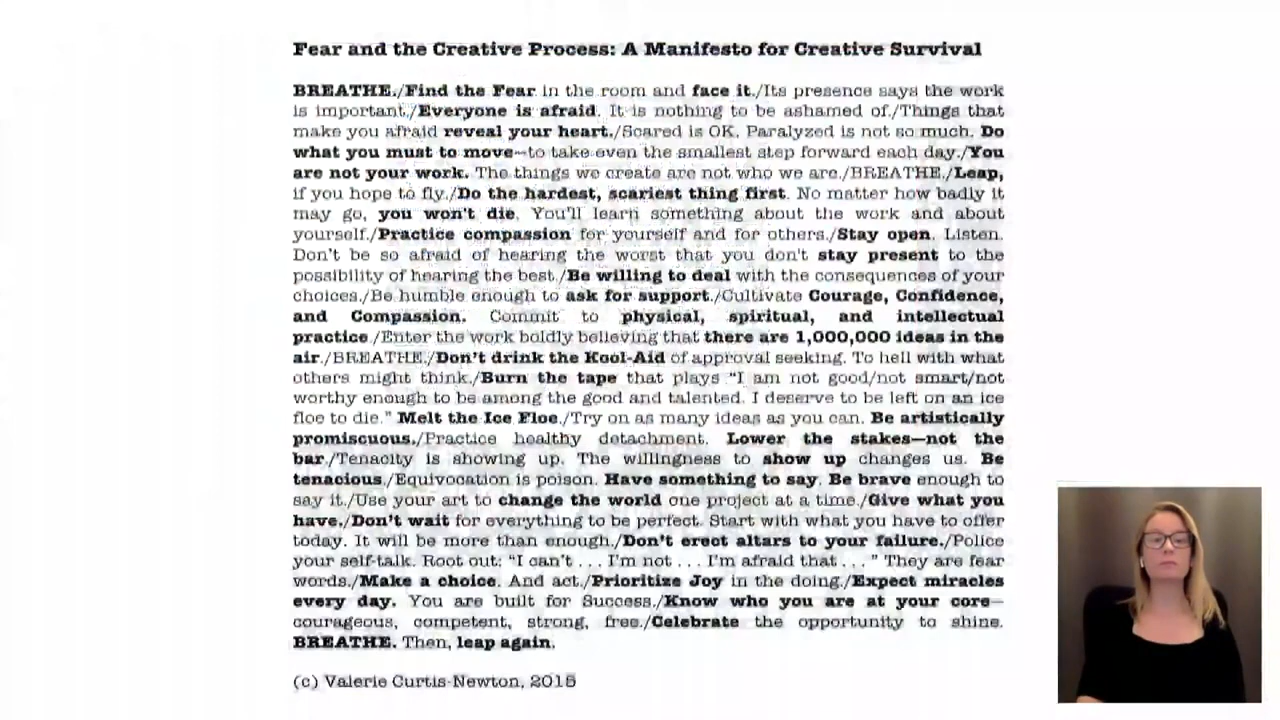 Fear and the Creative Process: A Manifesto for Creative Survival
BREATHE./Find the Fear in the room and face it./Its presence says the work
is important./Everyone is afraid. It is nothing to be ashamed of./Things that
make you afraid reveal your heart./Scared is OK. Paralyzed is not so much. Do
what you must to move—to take even the smallest step forward each day./You
are not your work. The things we create are not who we are./BREATHE./Leap,
if you hope to fly./Do the hardest, scariest thing first. No matter how badly it
may go, you won't die. You'll learn something about the work and about
yourself./Practice compassion for yourself and for others./Stay open. Listen.
Don't be so afraid of hearing the worst that you don't stay present to the
possibility of hearing the best./Be willing to deal with the consequences of your
choices./Be humble enough to ask for support./Cultivate Courage, Confidence,
and Compassion. Commit to physical, spiritual, and intellectual
practice./Enter the work boldly believing that there are 1,000,000 ideas in the
air./BREATHE./Don't drink the Kool-Aid of approval seeking. To hell with what
others might think./Burn the tape that plays "I am not good/not smart/not
worthy enough to be among the good and talented. I deserve to be left on an ice
floe to die." Melt the Ice Floe./Try on as many ideas as you can. Be artistically
promiscuous./Practice healthy detachment. Lower the stakes—not the
bar./Tenacity is showing up. The willingness to show up changes us. Be
tenacious./Equivocation is poison. Have something to say. Be brave enough to
say it./Use your art to change the world one project at a time./Give what you
have./Don't wait for everything to be perfect. Start with what you have to offer
today. It will be more than enough./Don't erect altars to your failure./Police
your self-talk. Root out: "I can't . . . I'm not . . . I'm afraid that . . . " They are fear
words./Make a choice. And act./Prioritize Joy in the doing./Expect miracles
every day. You are built for Success./Know who you are at your core—
courageous, competent, strong, free./Celebrate the opportunity to shine.
BREATHE. Then, leap again.
(c) Valerie Curtis-Newton, 2015